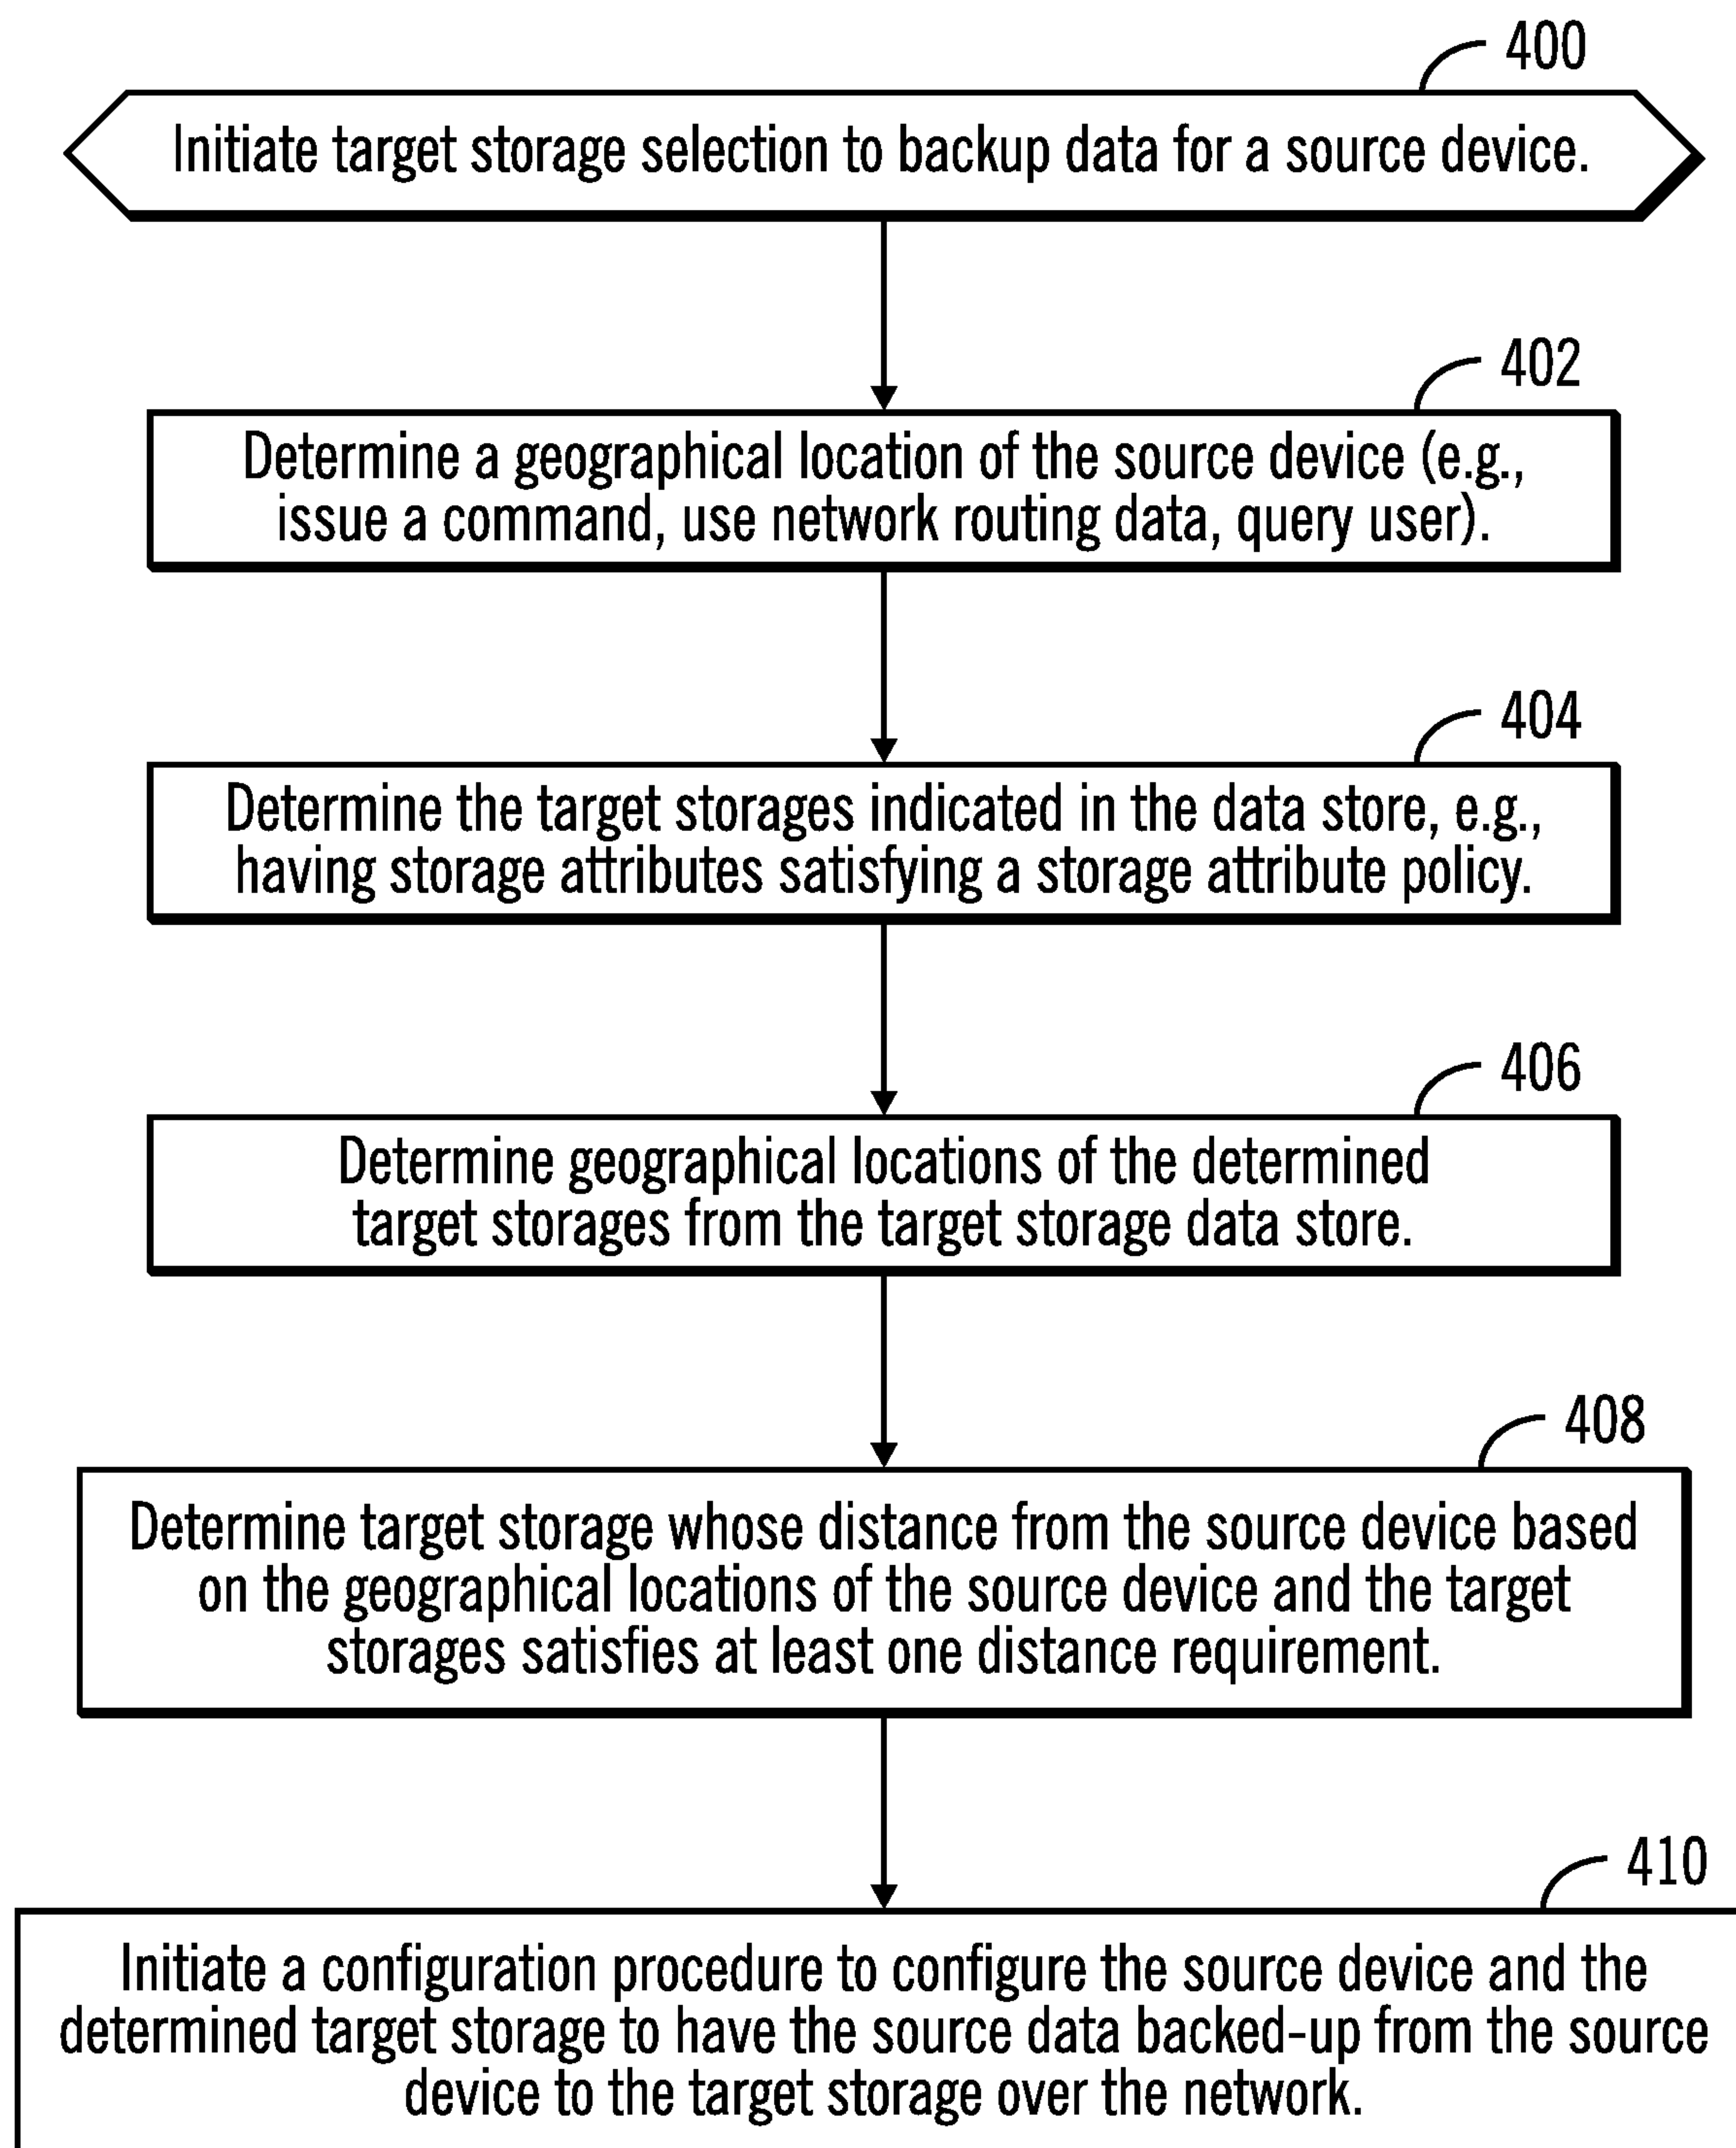 400
Initiate target storage selection to backup data for a source device.
402
Determine a geographical location of the source device (e.g.,
issue a command, use network routing data, query user).
404
Determine the target storages indicated in the data store, e.g.,
having storage attributes satisfying a storage attribute policy.
406
Determine geographical locations of the determined
target storages from the target storage data store.
408
Determine target storage whose distance from the source device based
on the geographical locations of the source device and the target
storages satisfies at least one distance requirement.
410
Initiate a configuration procedure to configure the source device and the
determined target storage to have the source data backed-up from the source
device to the target storage over the network.